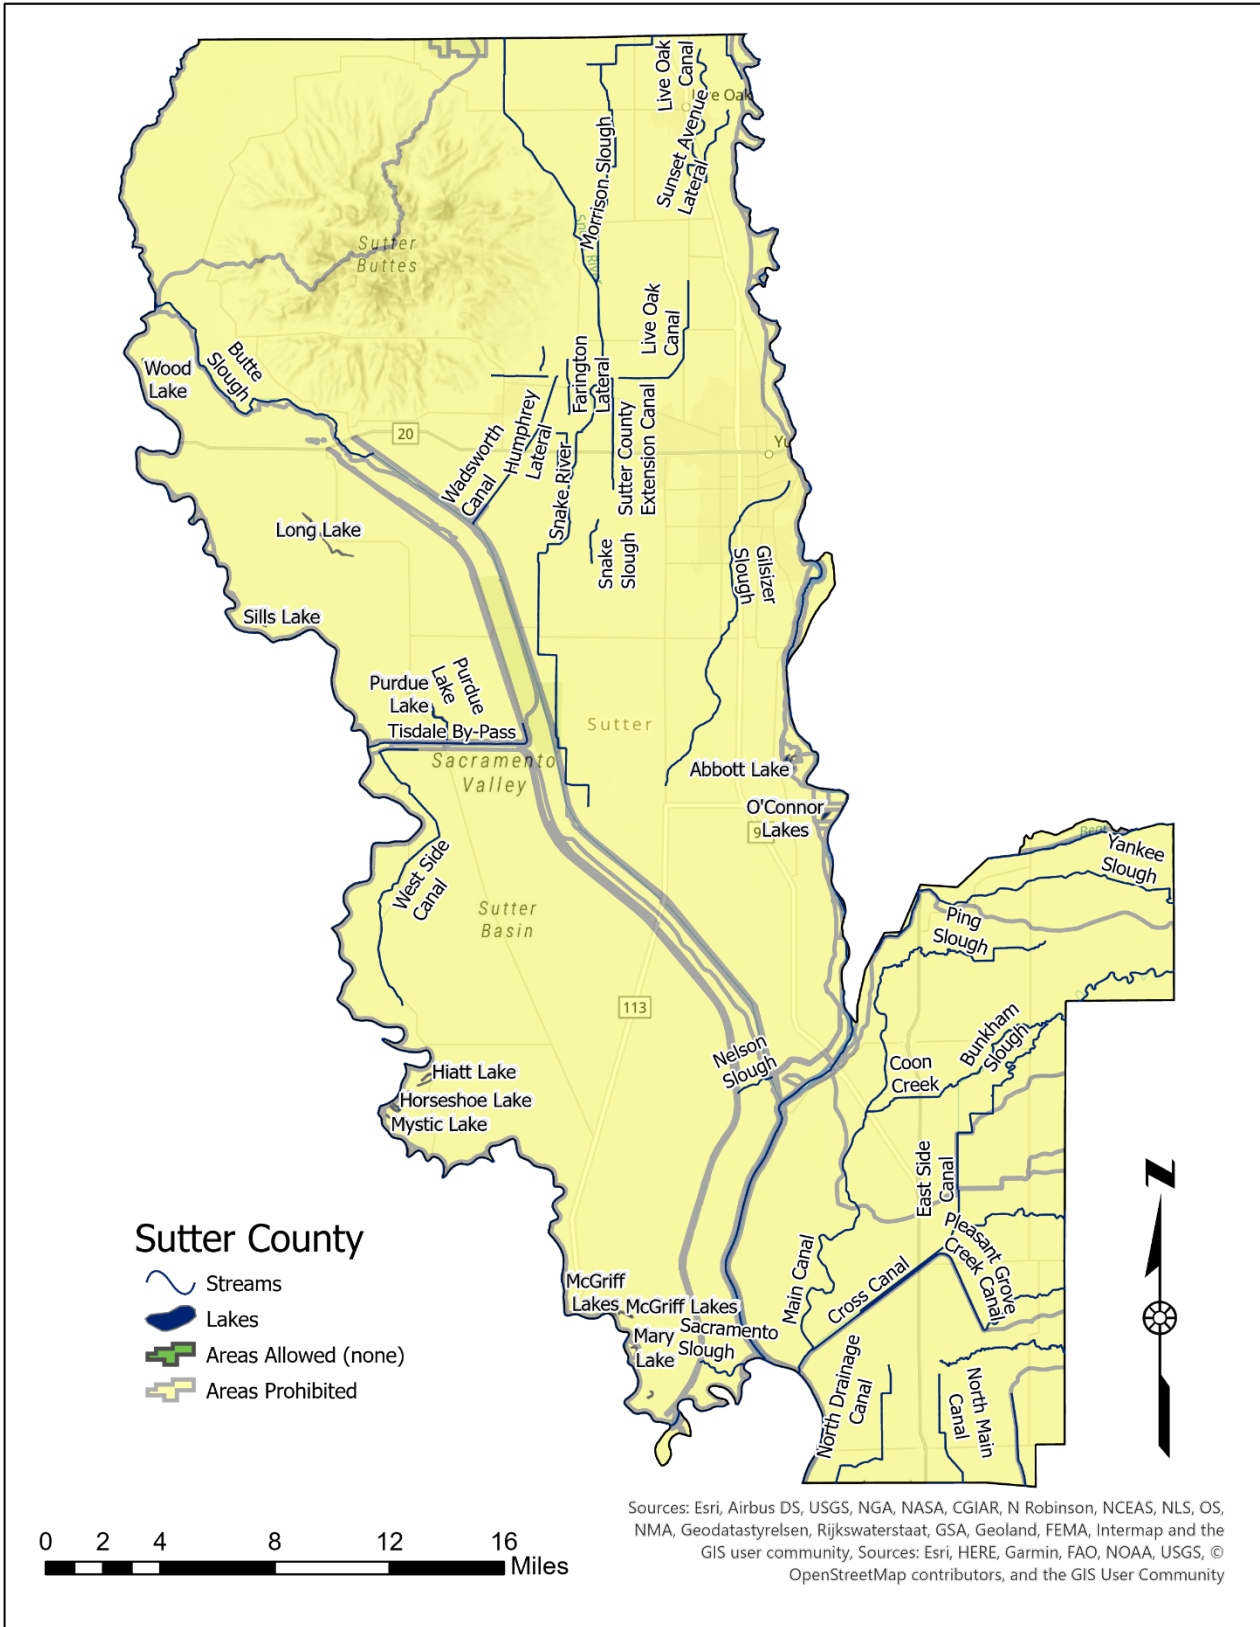 Live Oak
Canal
Live Oak
Sunset Avenue
Lateral
Morrison Slough
Sutter
Buttes
Live Oak
Canal
Butte
Slough
Wood
Lake
Farington
Lateral
20
Humphrey
Lateral
Wadsworth
Canal
Sutter County
Extension Canal
Yu
Snake River
Long Lake
Snake
Slough
Gilsizer
Slough
Sills Lake
Purdue
Lake
Purdue
Lake
Tisdale By-Pass
Sutter
Sacramento
Valley
Abbott Lake
O'Connor
Lakes
9
Yankee
Slough
West Side
Canal
Sutter
Basin
Ping
Slough
113
Nelson
Slough
Bunkham
Slough
Coon
Creek
Hiatt Lake
Horseshoe Lake
Mystic Lake
East Side
Canal
Pleasant Grove
Creek Canal
Main Canal
Cross Canal
McGriff
Lakes
McGriff Lakes
Mary
Lake
Sacramento
Slough
North Drainage
Canal
North Main
Canal
Sutter County
Streams
Lakes
Areas Allowed (none)
Areas Prohibited
N
0 2 4 8 12 16
Miles
Sources: Esri, Airbus DS, USGS, NGA, NASA, CGIAR, N Robinson, NCEAS, NLS, OS,
NMA, Geodatastyrelsen, Rijkswaterstaat, GSA, Geoland, FEMA, Intermap and the
GIS user community, Sources: Esri, HERE, Garmin, FAO, NOAA, USGS, ©
OpenStreetMap contributors, and the GIS User Community